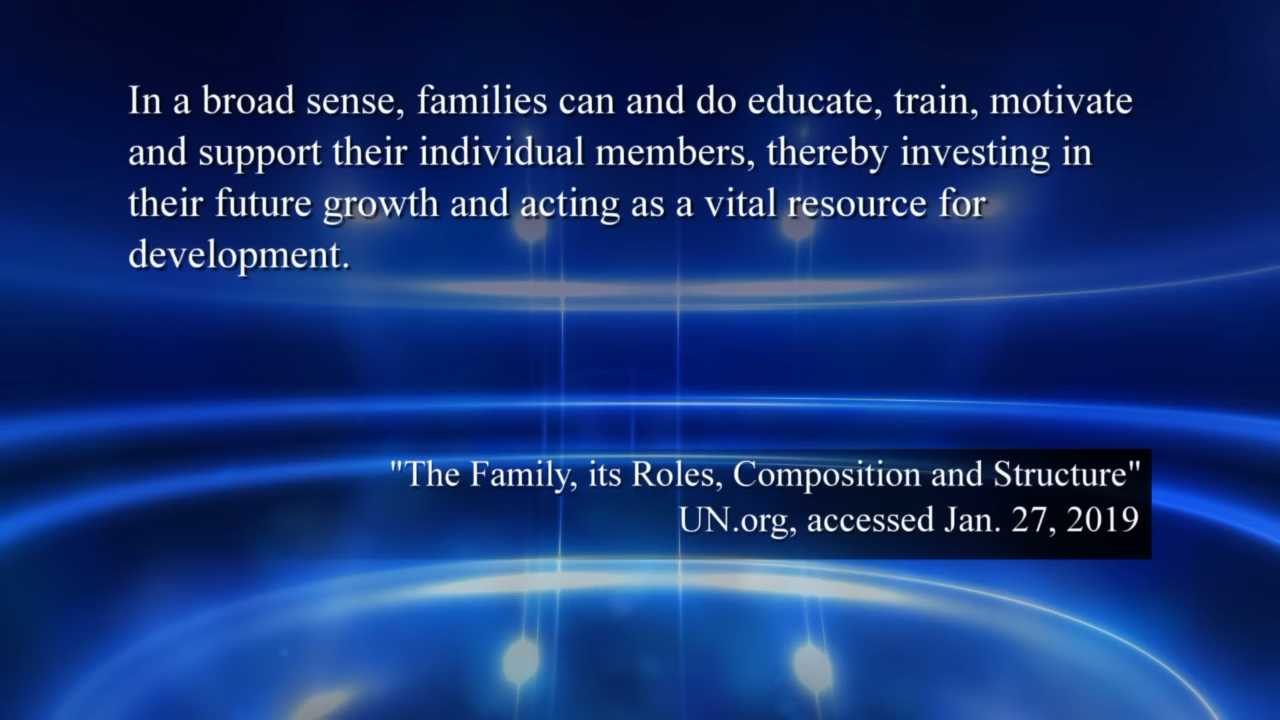 In a broad sense, families can and do educate, train, motivate
and support their individual members, thereby investing in
their future growth and acting as a vital resource for
development.
"The Family, its Roles, Composition and Structure"
UN.org, accessed Jan. 27, 2019